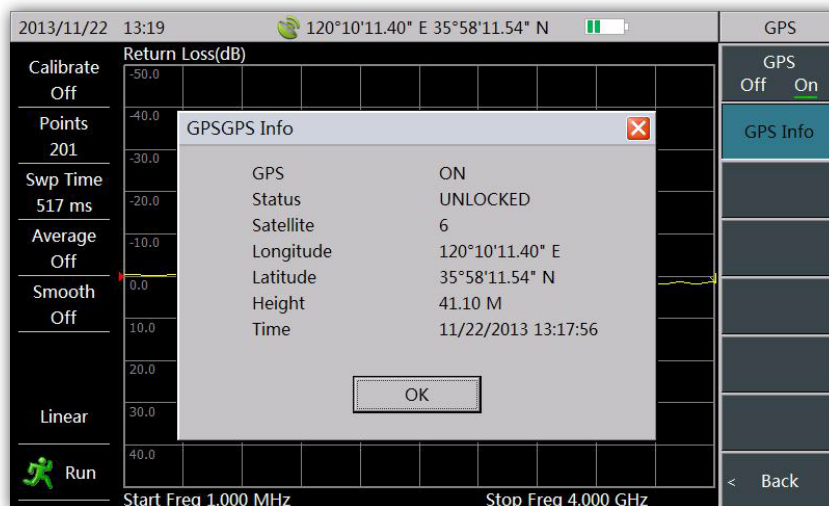 2013/11/22 13:19 120°10'11.40" E 35°58'11.54" N
GPS
Calibrate
Off
Points
201
Swp Time
517 ms
Average
Off
Smooth
Off
Linear
Run
Return Loss(dB)
-50.0
-40.0
-30.0
-20.0
-10.0
0.0
10.0
20.0
30.0
40.0
Start Freq 1.000 MHz Stop Freq 4.000 GHz
GPSGPS Info
GPS ON
Status UNLOCKED
Satellite 6
Longitude 120°10'11.40" E
Latitude 35°58'11.54" N
Height 41.10 M
Time 11/22/2013 13:17:56
OK
GPS
Off On
GPS Info
< Back